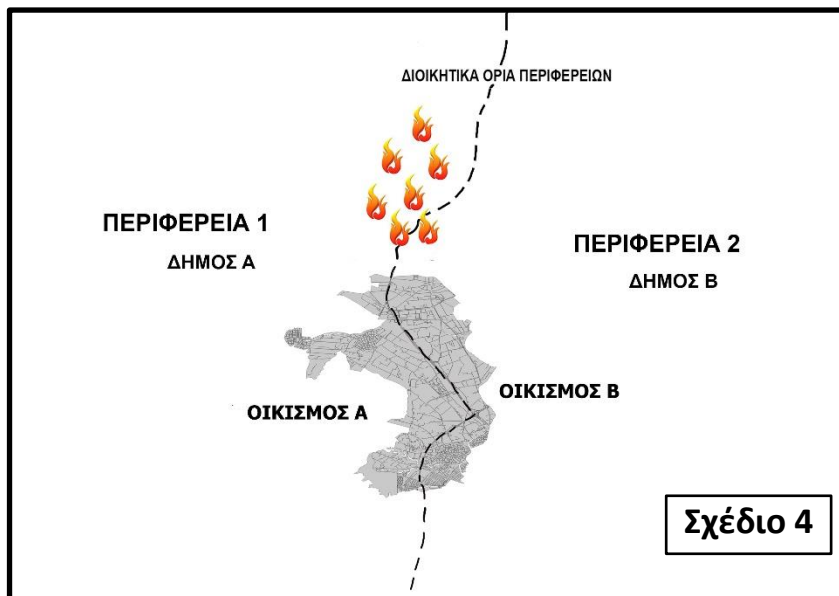 ΔΙΟΙΚΗΤΙΚΑ ΟΡΙΑ ΠΕΡΙΦΕΡΕΙΩΝ
ΠΕΡΙΦΕΡΕΙΑ 1
ΔΗΜΟΣ Α
ΠΕΡΙΦΕΡΕΙΑ 2
ΔΗΜΟΣ Β
ΟΙΚΙΣΜΟΣ Α
ΟΙΚΙΣΜΟΣ Β
Σχέδιο 4